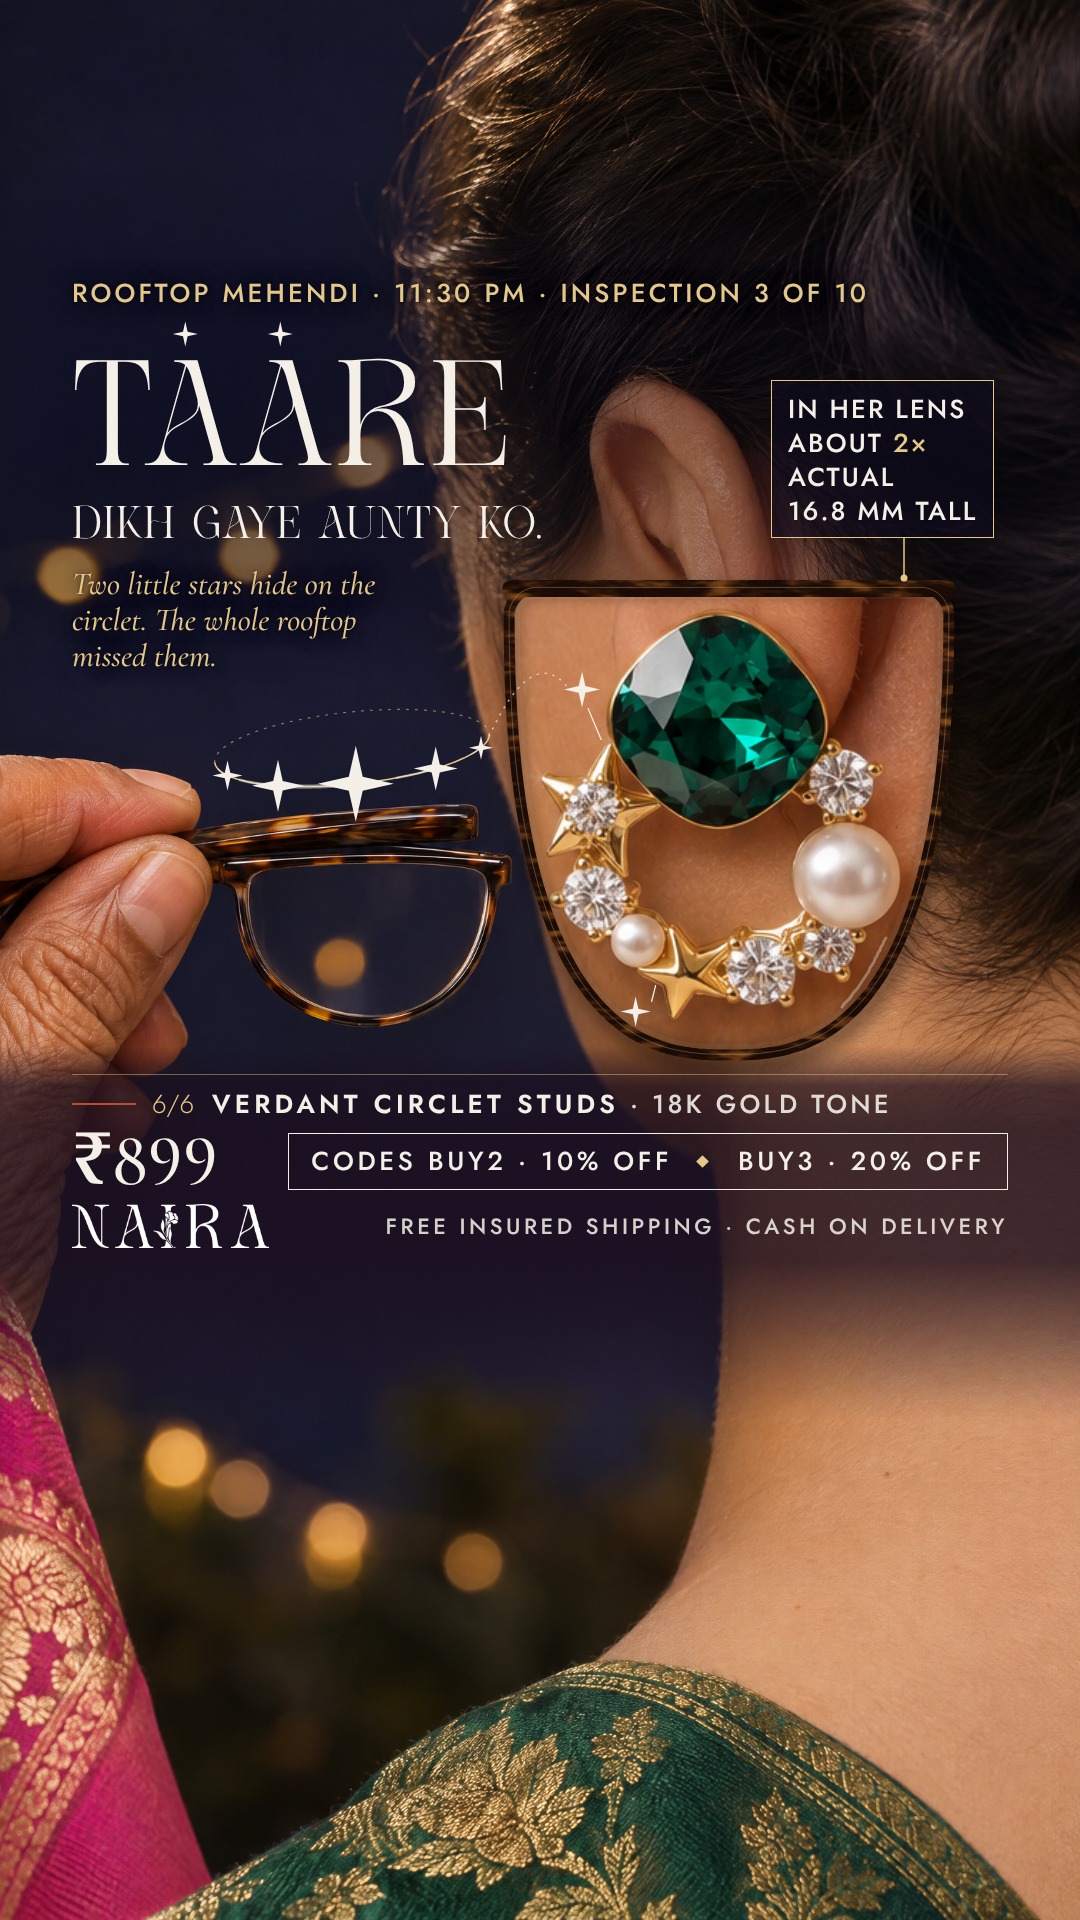 ROOFTOP MEHENDI · 11:30 PM · INSPECTION 3 OF 10
TAARE
DIKH GAYE AUNTY KO.
Two little stars hide on the
circlet. The whole rooftop
missed them.
IN HER LENS
ABOUT 2×
ACTUAL
16.8 MM TALL
6/6 VERDANT CIRCLET STUDS · 18K GOLD TONE
₹899
CODES BUY2 · 10% OFF ◆ BUY3 · 20% OFF
NAIRA
FREE INSURED SHIPPING · CASH ON DELIVERY